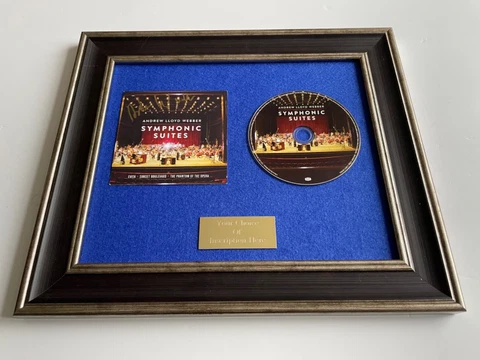 ANDREW LLOYD WEBBER
SYMPHONIC
SUITES
EVITA · SUNSET BOULEVARD · THE PHANTOM OF THE OPERA
ANDREW LLOYD WEBBER
SYMPHONIC
SUITES
Your Choice
Of
Inscription Here